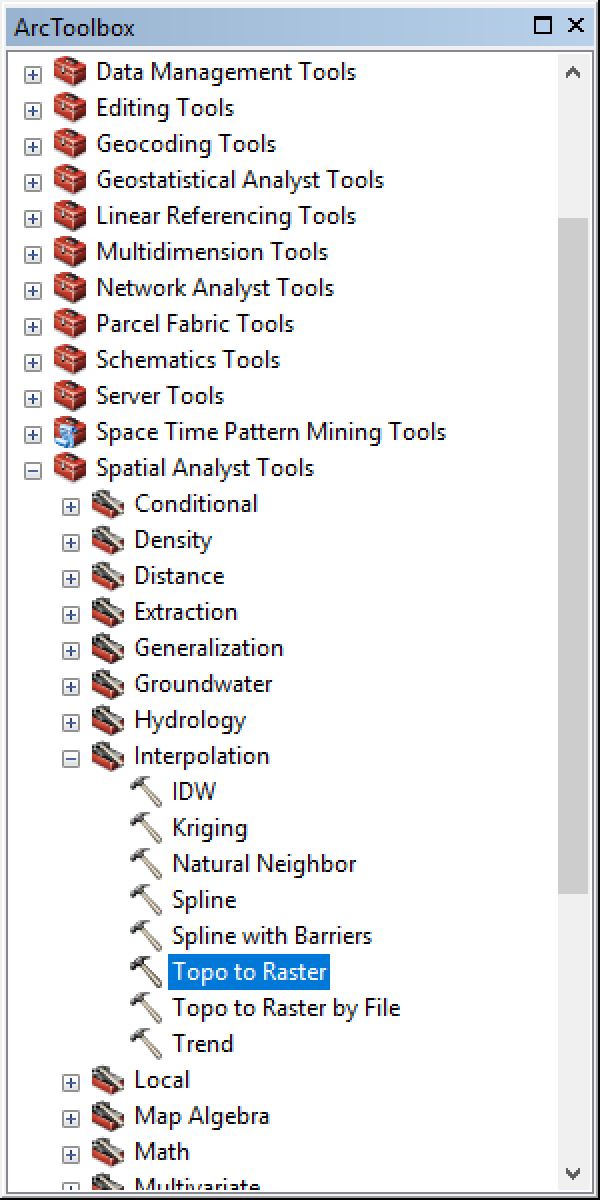 ArcToolbox
Data Management Tools
Editing Tools
Geocoding Tools
Geostatistical Analyst Tools
Linear Referencing Tools
Multidimension Tools
Network Analyst Tools
Parcel Fabric Tools
Schematics Tools
Server Tools
Space Time Pattern Mining Tools
Spatial Analyst Tools
Conditional
Density
Distance
Extraction
Generalization
Groundwater
Hydrology
Interpolation
IDW
Kriging
Natural Neighbor
Spline
Spline with Barriers
Topo to Raster
Topo to Raster by File
Trend
Local
Map Algebra
Math
Multivariate